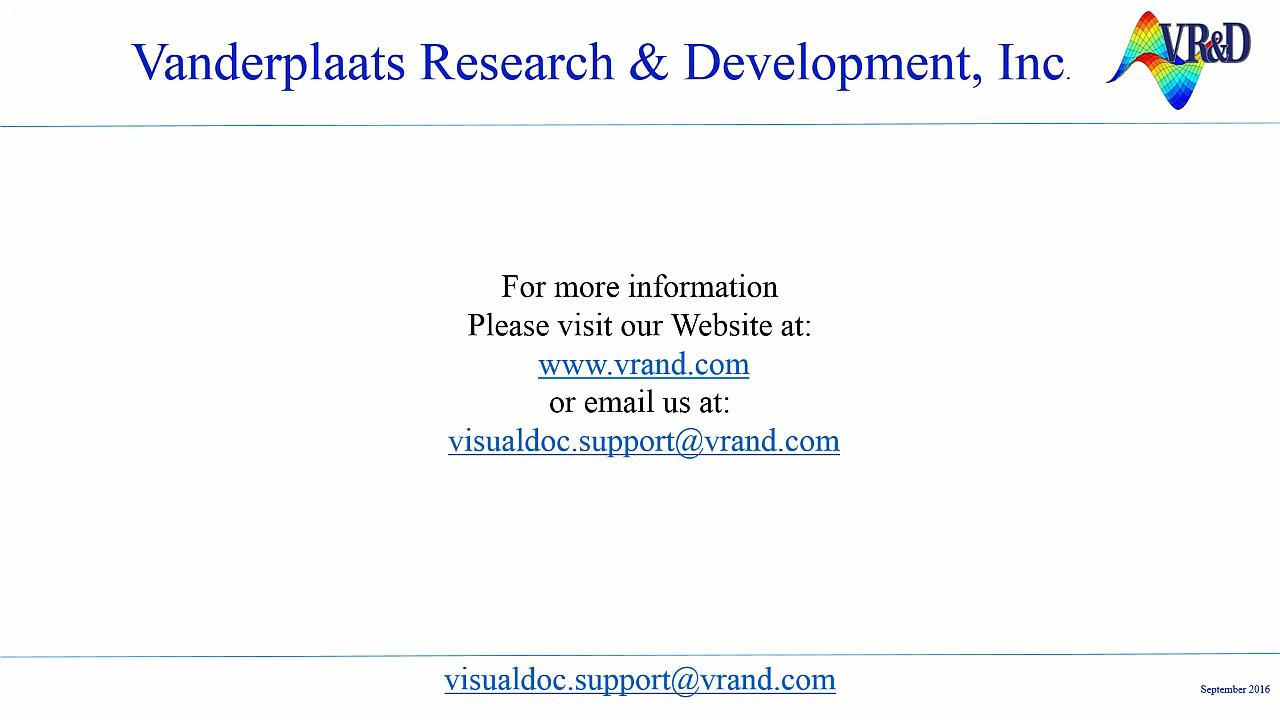 Vanderplaats Research & Development, Inc.
VR&D
For more information
Please visit our Website at:
www.vrand.com
or email us at:
visualdoc.support@vrand.com
visualdoc.support@vrand.com
September 2016